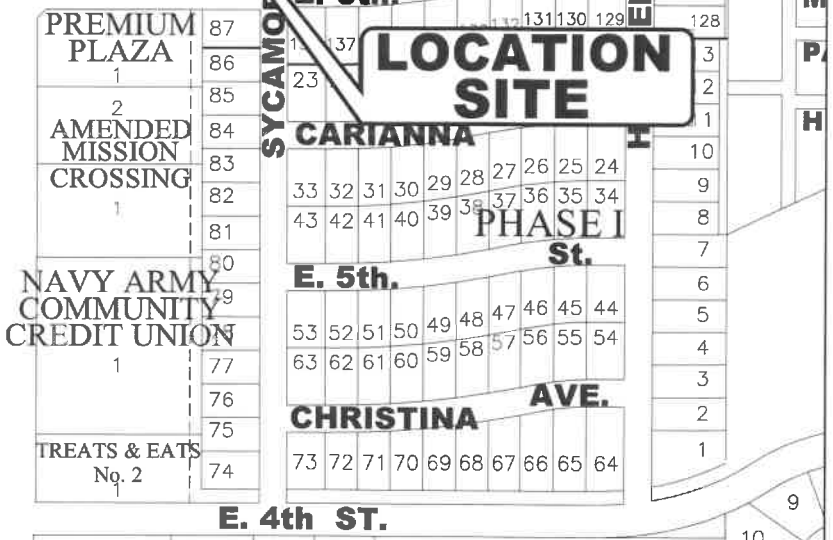 PREMIUM
PLAZA
1
2
AMENDED
MISSION
CROSSING
1
NAVY ARMY
COMMUNITY
CREDIT UNION
1
TREATS & EATS
No. 2
1
87
86
85
84
83
82
81
80
79
77
76
75
74
137
131 130 129
23
LOCATION
SITE
CARIANNA
33 32 31 30 29 28 27 26 25 24
43 42 41 40 39 38 37 36 35 34
PHASE I
E. 5th. St.
53 52 51 50 49 48 47 46 45 44
63 62 61 60 59 58 57 56 55 54
CHRISTINA AVE.
73 72 71 70 69 68 67 66 65 64
E. 4th ST.
128
3
2
1
10
9
8
7
6
5
4
3
2
1
9
10
H